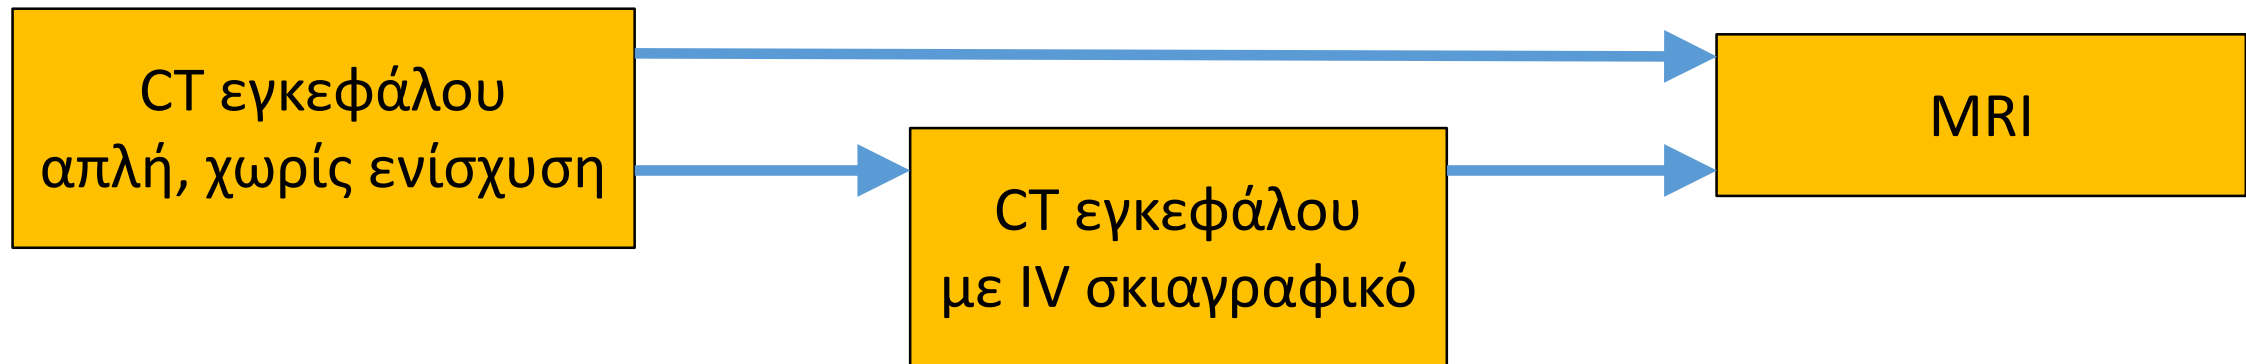 CT εγκεφάλου
απλή, χωρίς ενίσχυση
CT εγκεφάλου
με IV σκιαγραφικό
MRI